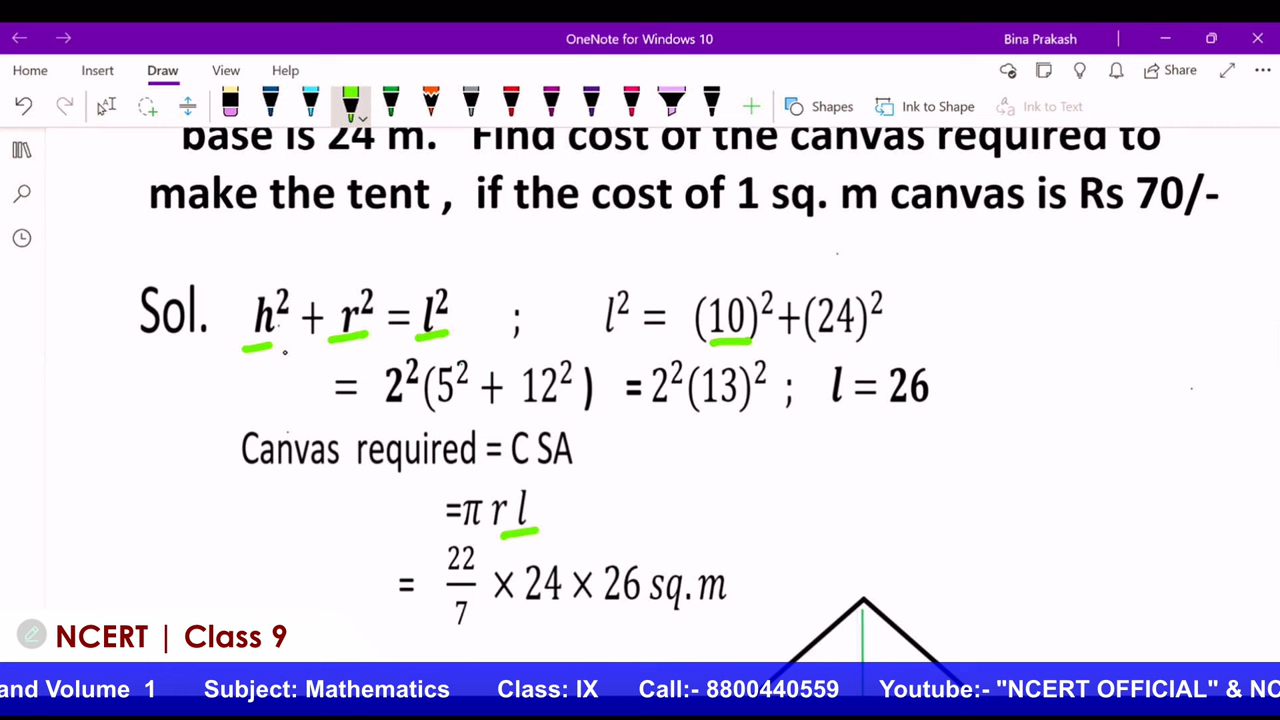 OneNote for Windows 10
Bina Prakash
Home Insert Draw View Help
Share
Shapes Ink to Shape Ink to Text
base is 24 m. Find cost of the canvas required to
make the tent , if the cost of 1 sq. m canvas is Rs 70/-
Sol. h² + r² = l² ; l² = (10)²+(24)²
= 2²(5² + 12² ) = 2²(13)² ; l = 26
Canvas required = C SA
=π r l
= 22/7 × 24 × 26 sq. m
NCERT | Class 9
and Volume 1 Subject: Mathematics Class: IX Call:- 8800440559 Youtube:- "NCERT OFFICIAL" & NC